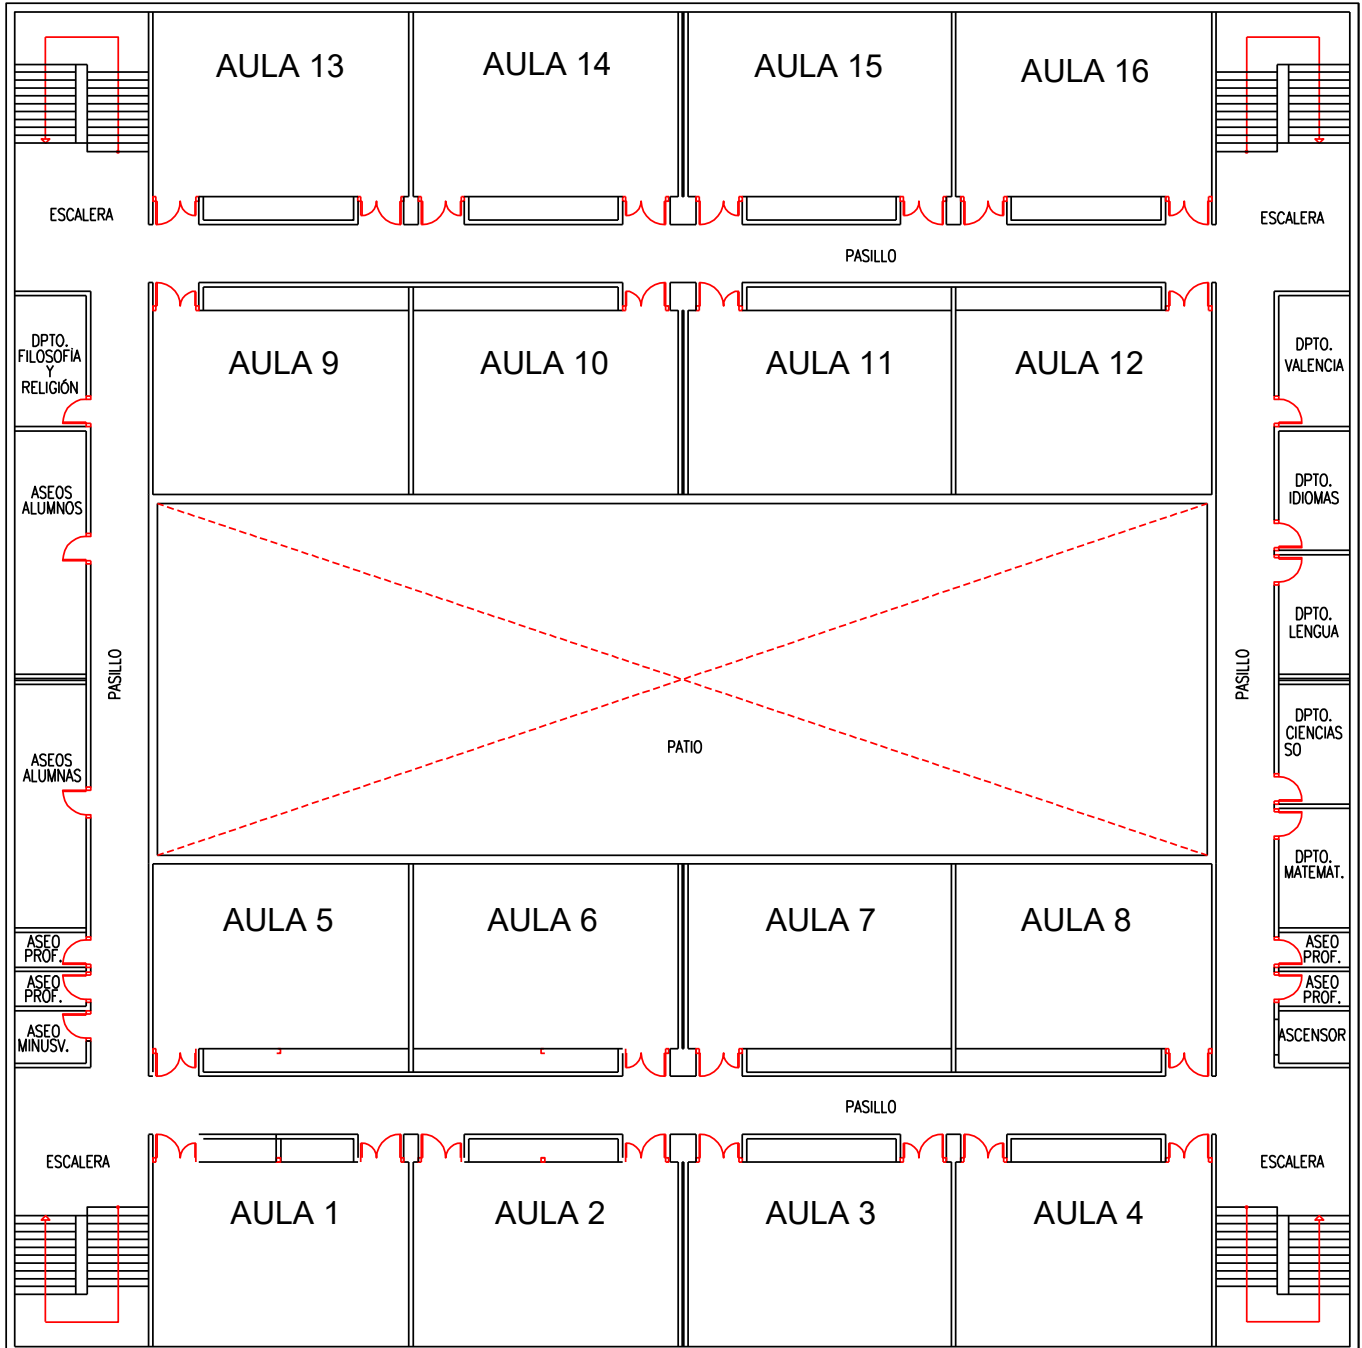 AULA 13
AULA 14
AULA 15
AULA 16
ESCALERA
ESCALERA
PASILLO
DPTO.
FILOSOFÍA
Y
RELIGIÓN
AULA 9
AULA 10
AULA 11
AULA 12
DPTO.
VALENCIA
ASEOS
ALUMNOS
DPTO.
IDIOMAS
DPTO.
LENGUA
PASILLO
PASILLO
PATIO
DPTO.
CIENCIAS
SO
ASEOS
ALUMNAS
DPTO.
MATEMAT.
AULA 5
AULA 6
AULA 7
AULA 8
ASEO
PROF.
ASEO
PROF.
ASEO
MINUSV.
ASEO
PROF.
ASEO
PROF.
ASCENSOR
PASILLO
ESCALERA
ESCALERA
AULA 1
AULA 2
AULA 3
AULA 4